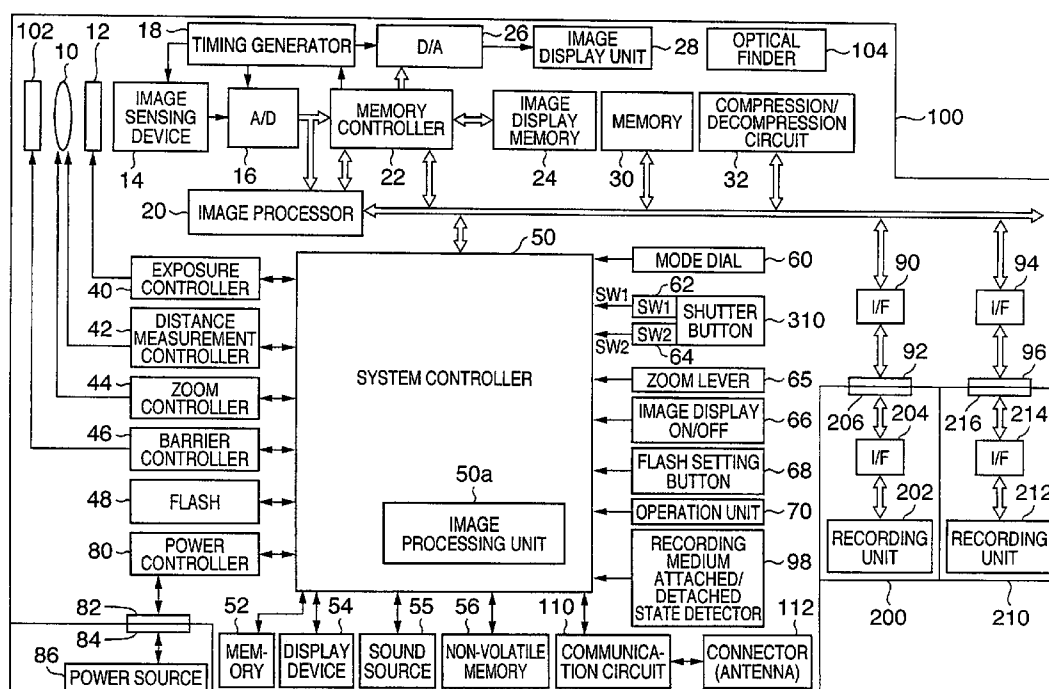 102 10 12 18 TIMING GENERATOR D/A 26 IMAGE DISPLAY UNIT 28 OPTICAL FINDER 104
IMAGE SENSING DEVICE A/D MEMORY CONTROLLER IMAGE DISPLAY MEMORY MEMORY COMPRESSION/ DECOMPRESSION CIRCUIT 100
14 16 22 24 30 32
20 IMAGE PROCESSOR
50
EXPOSURE CONTROLLER
40
MODE DIAL 60
90 I/F
94 I/F
62
SW1 SW1 SHUTTER BUTTON 310
SW2 SW2
64
42 DISTANCE MEASUREMENT CONTROLLER
SYSTEM CONTROLLER
92 96
44 ZOOM CONTROLLER
ZOOM LEVER 65
206 204 216 214
46 BARRIER CONTROLLER
IMAGE DISPLAY ON/OFF 66
I/F I/F
48 FLASH
50a
IMAGE PROCESSING UNIT
FLASH SETTING BUTTON 68
202 212
OPERATION UNIT 70
RECORDING UNIT RECORDING UNIT
80 POWER CONTROLLER
RECORDING MEDIUM ATTACHED/ DETACHED STATE DETECTOR 98
200 210
82
84
86
POWER SOURCE
52 54 55 56 110 112
MEM-
ORY
DISPLAY DEVICE
SOUND SOURCE
NON-VOLATILE MEMORY
COMMUNICA-
TION CIRCUIT
CONNECTOR (ANTENNA)